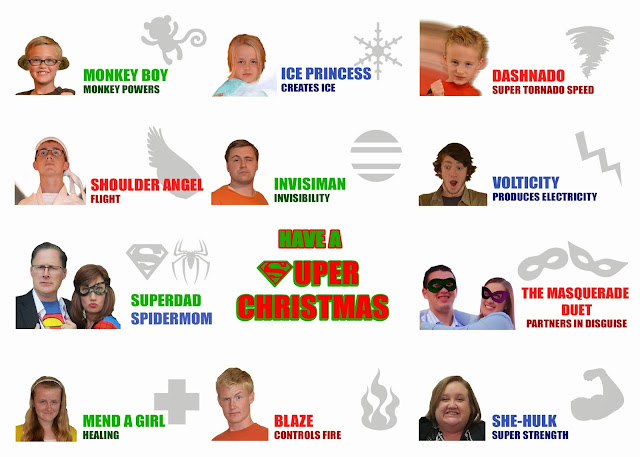 MONKEY BOY
MONKEY POWERS
ICE PRINCESS
CREATES ICE
DASHNADO
SUPER TORNADO SPEED
SHOULDER ANGEL
FLIGHT
INVISIMAN
INVISIBILITY
VOLTICITY
PRODUCES ELECTRICITY
SUPERDAD
SPIDERMOM
HAVE A
SUPER
CHRISTMAS
THE MASQUERADE
DUET
PARTNERS IN DISGUISE
MEND A GIRL
HEALING
BLAZE
CONTROLS FIRE
SHE-HULK
SUPER STRENGTH